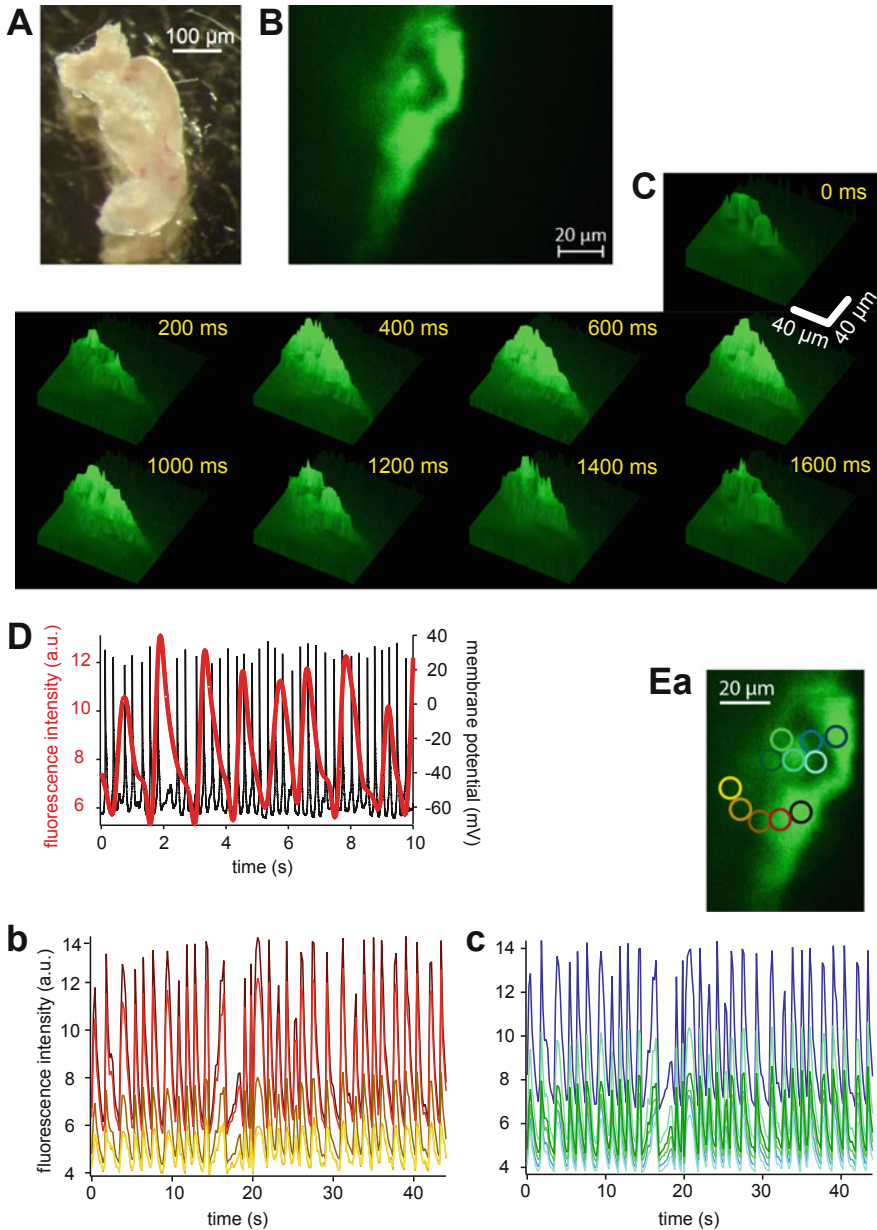 A
100 µm
B
20 µm
C
0 ms
40 µm
40 µm
200 ms
400 ms
600 ms
1000 ms
1200 ms
1400 ms
1600 ms
D
fluorescence intensity (a.u.)
12
10
8
6
40
20
0
-20
-40
-60
membrane potential (mV)
0
2
4
6
8
10
time (s)
Ea
20 µm
b
fluorescence intensity (a.u.)
14
12
10
8
6
4
0
10
20
30
40
time (s)
c
14
12
10
8
6
4
0
10
20
30
40
time (s)